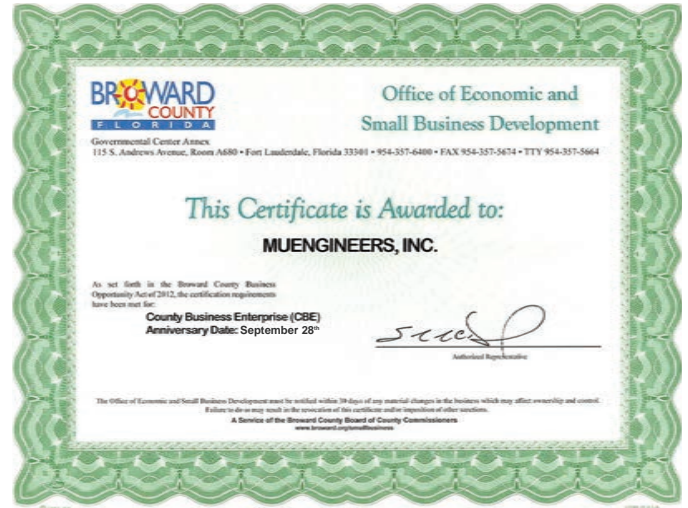 BROWARD
COUNTY
FLORIDA
Office of Economic and
Small Business Development
Governmental Center Annex
115 S. Andrews Avenue, Room A680 • Fort Lauderdale, Florida 33301 • 954-357-6400 • FAX 954-357-5674 • TTY 954-357-5664
This Certificate is Awarded to:
MUENGINEERS, INC.
As set forth in the Broward County Business
Opportunity Act of 2012, the certification requirements
have been met for:
County Business Enterprise (CBE)
Anniversary Date: September 28th
Authorized Representative
The Office of Economic and Small Business Development must be notified within 30 days of any material changes in the business which may affect ownership and control.
Failure to do so may result in the revocation of this certificate and/or imposition of other sanctions.
A Service of the Broward County Board of County Commissioners
www.broward.org/smallbusiness